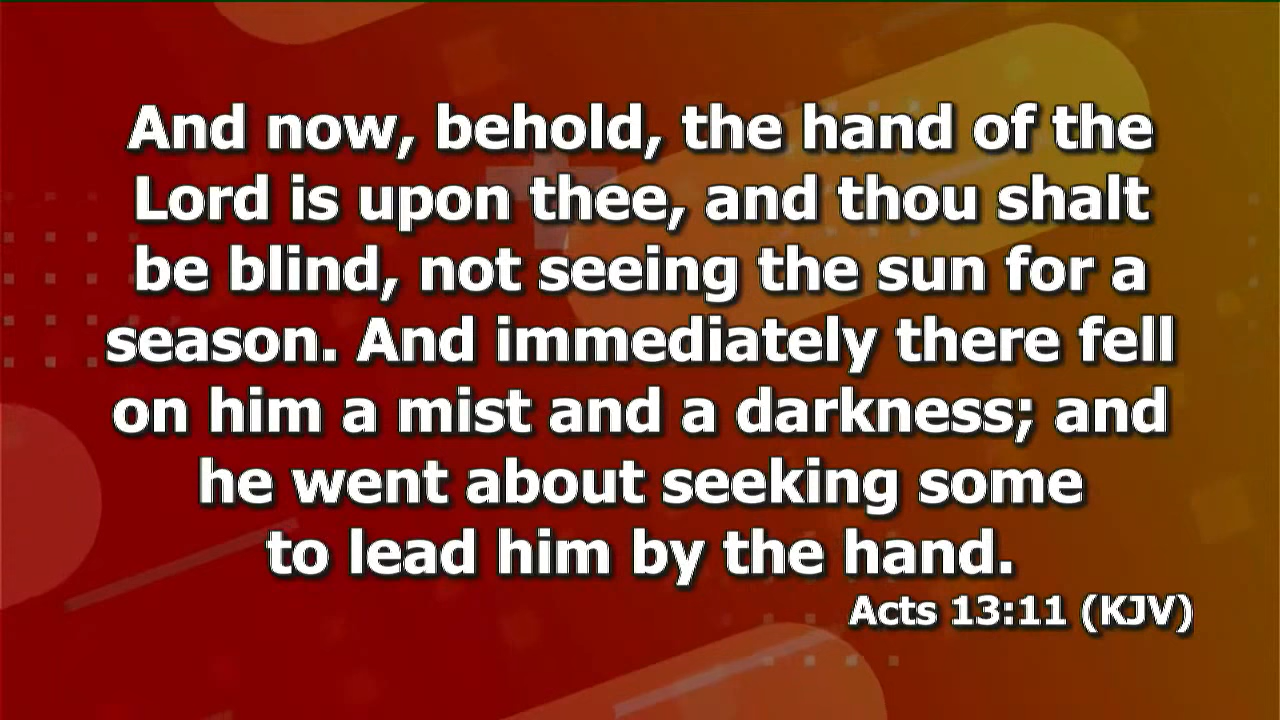 And now, behold, the hand of the
Lord is upon thee, and thou shalt
be blind, not seeing the sun for a
season. And immediately there fell
on him a mist and a darkness; and
he went about seeking some
to lead him by the hand.
Acts 13:11 (KJV)